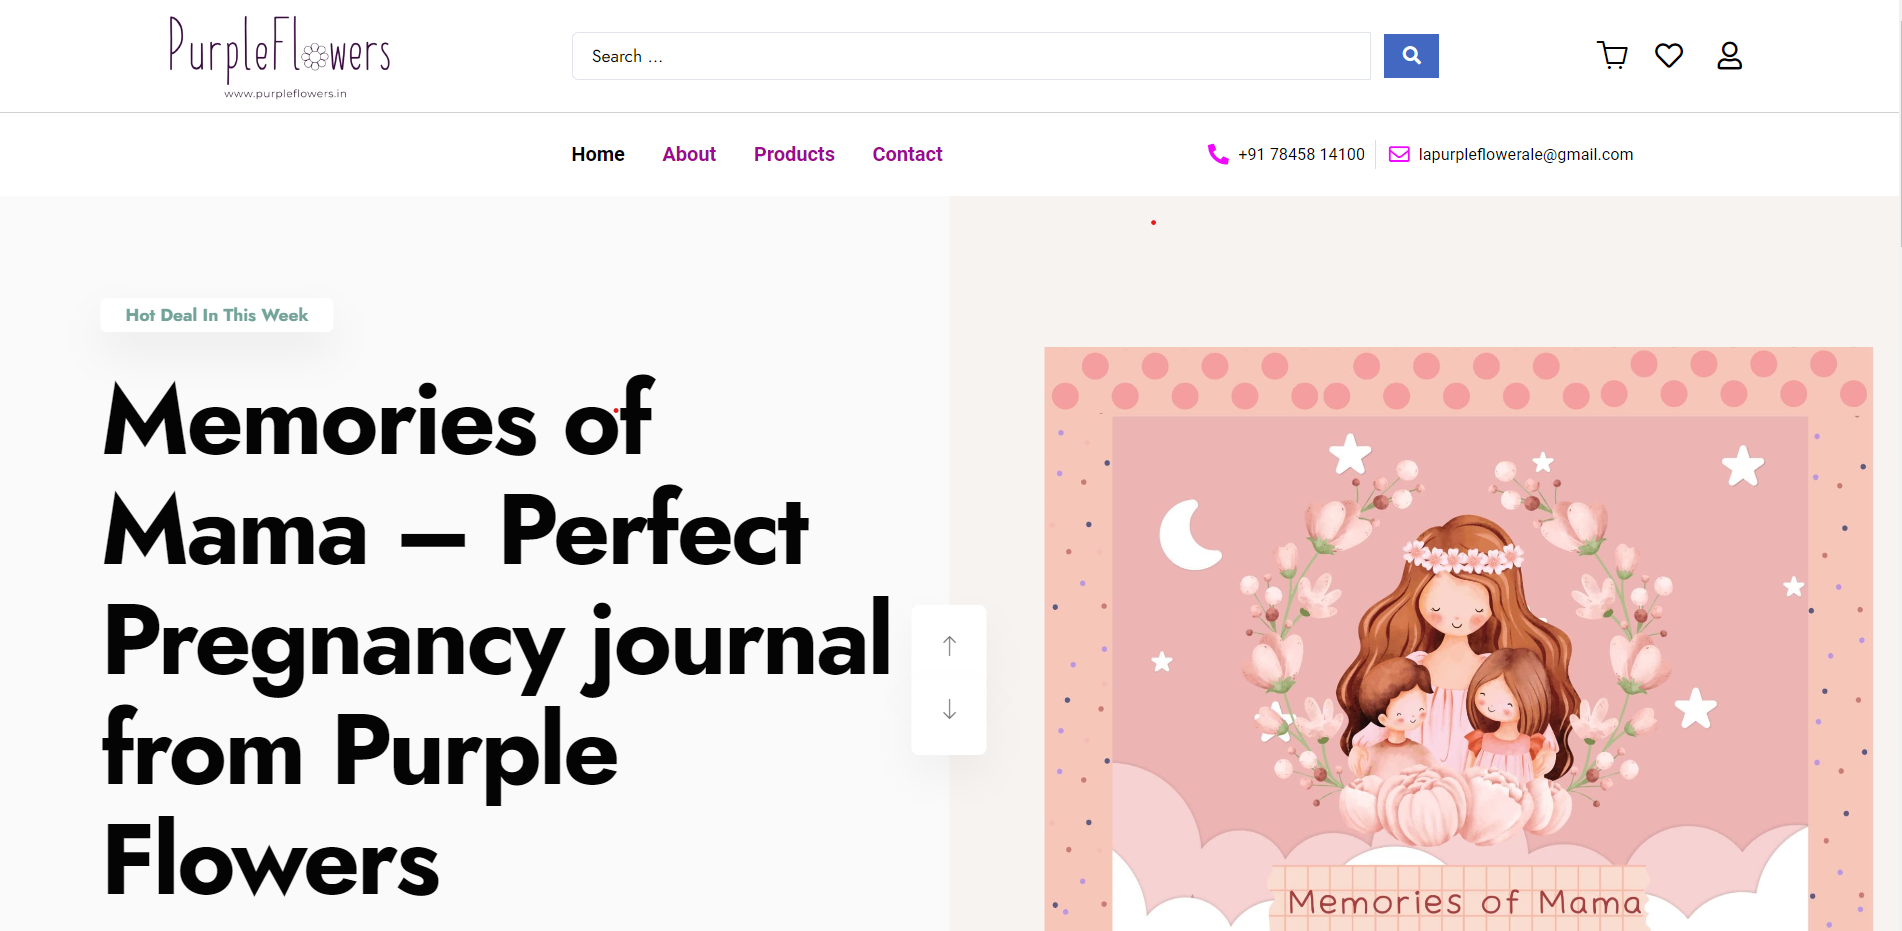 PurpleFlowers
www.purpleflowers.in
Search ...
Home
About
Products
Contact
+91 78458 14100
lapurpleflowerale@gmail.com
Hot Deal In This Week
Memories of
Mama – Perfect
Pregnancy journal
from Purple
Flowers
Memories of Mama